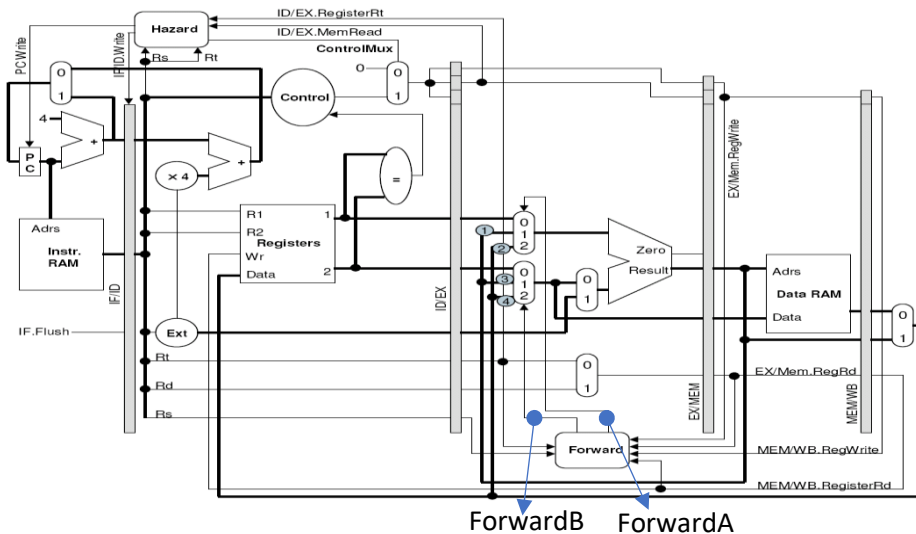 ID/EX.RegisterRt
Hazard
ID/EX.MemRead
ControlMux
PCWrite
IF/ID.Write
Rs
Rt
0
0
1
0
1
Control
4
+
P
C
+
x 4
=
EX/Mem.RegWrite
Adrs
Instr.
RAM
R1
R2
Registers
Wr
Data
1
2
1
2
3
4
0
1
2
0
1
2
0
1
Zero
Result
Adrs
Data RAM
Data
0
1
IF/ID
ID/EX
IF.Flush
Ext
Rt
Rd
Rs
0
1
EX/Mem.RegRd
EX/MEM
MEM/WB
Forward
MEM/WB.RegWrite
MEM/WB.RegisterRd
ForwardB
ForwardA